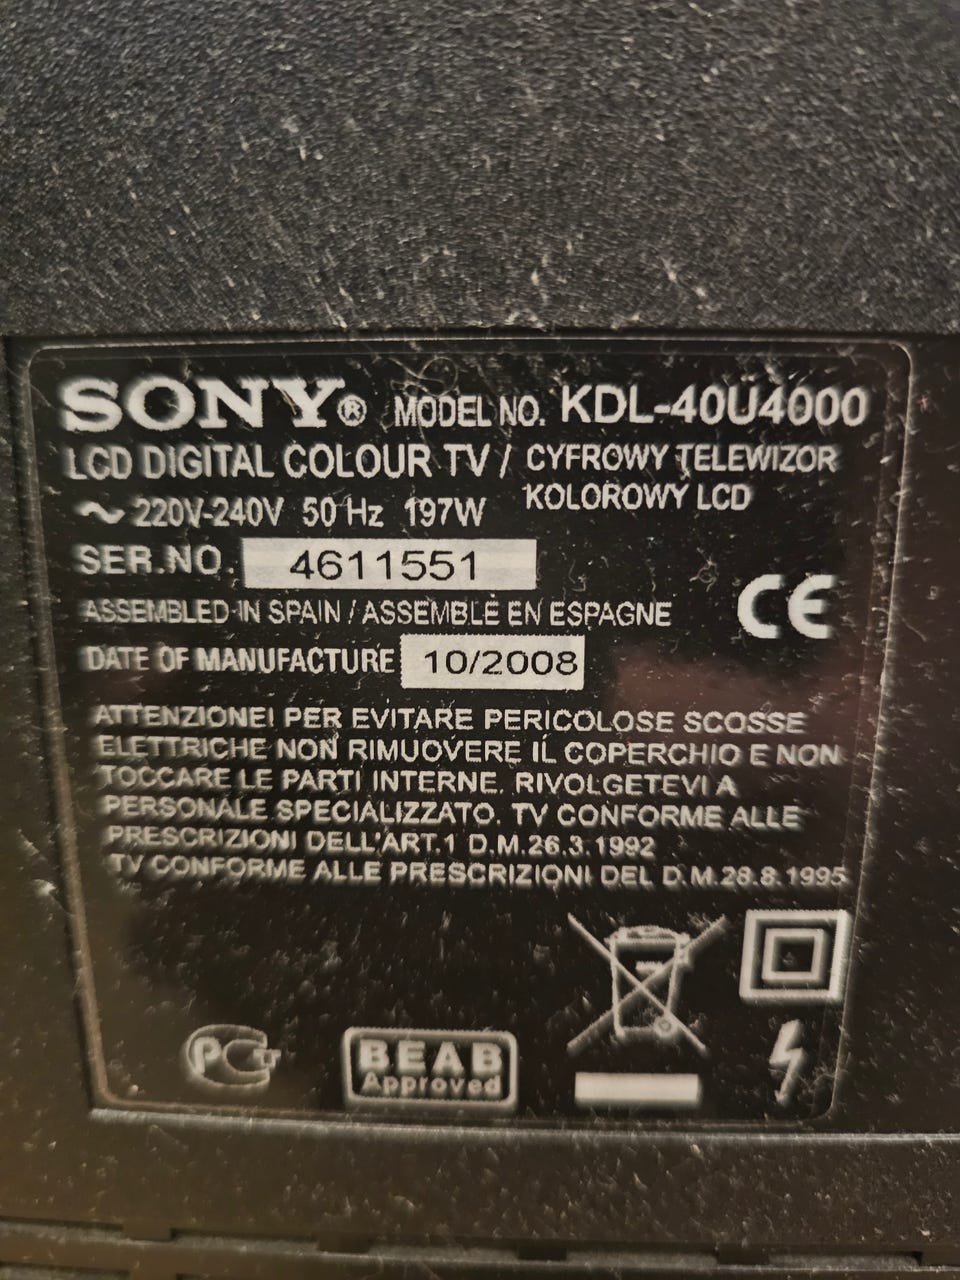 SONY® MODEL NO. KDL-40U4000
LCD DIGITAL COLOUR TV / CYFROWY TELEWIZOR
KOLOROWY LCD
~ 220V-240V 50 Hz 197W
SER.NO. 4611551
ASSEMBLED IN SPAIN / ASSEMBLÉ EN ESPAGNE
CE
DATE OF MANUFACTURE 10/2008
ATTENZIONE! PER EVITARE PERICOLOSE SCOSSE
ELETTRICHE NON RIMUOVERE IL COPERCHIO E NON
TOCCARE LE PARTI INTERNE. RIVOLGETEVI A
PERSONALE SPECIALIZZATO. TV CONFORME ALLE
PRESCRIZIONI DELL'ART.1 D.M.26.3.1992
TV CONFORME ALLE PRESCRIZIONI DEL D.M.28.8.1995
PCT
BEAB
Approved